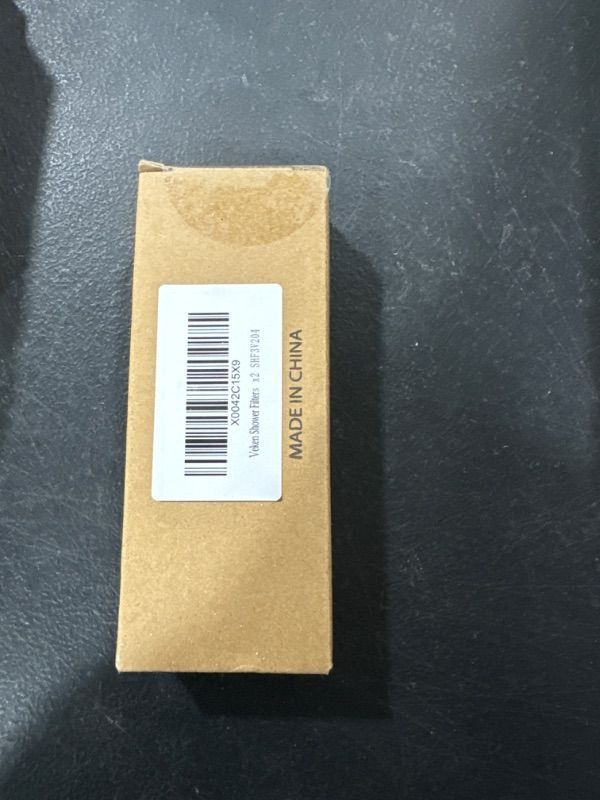 X0042C15X9
Veken Shower Filters x2 SHF3V204
MADE IN CHINA